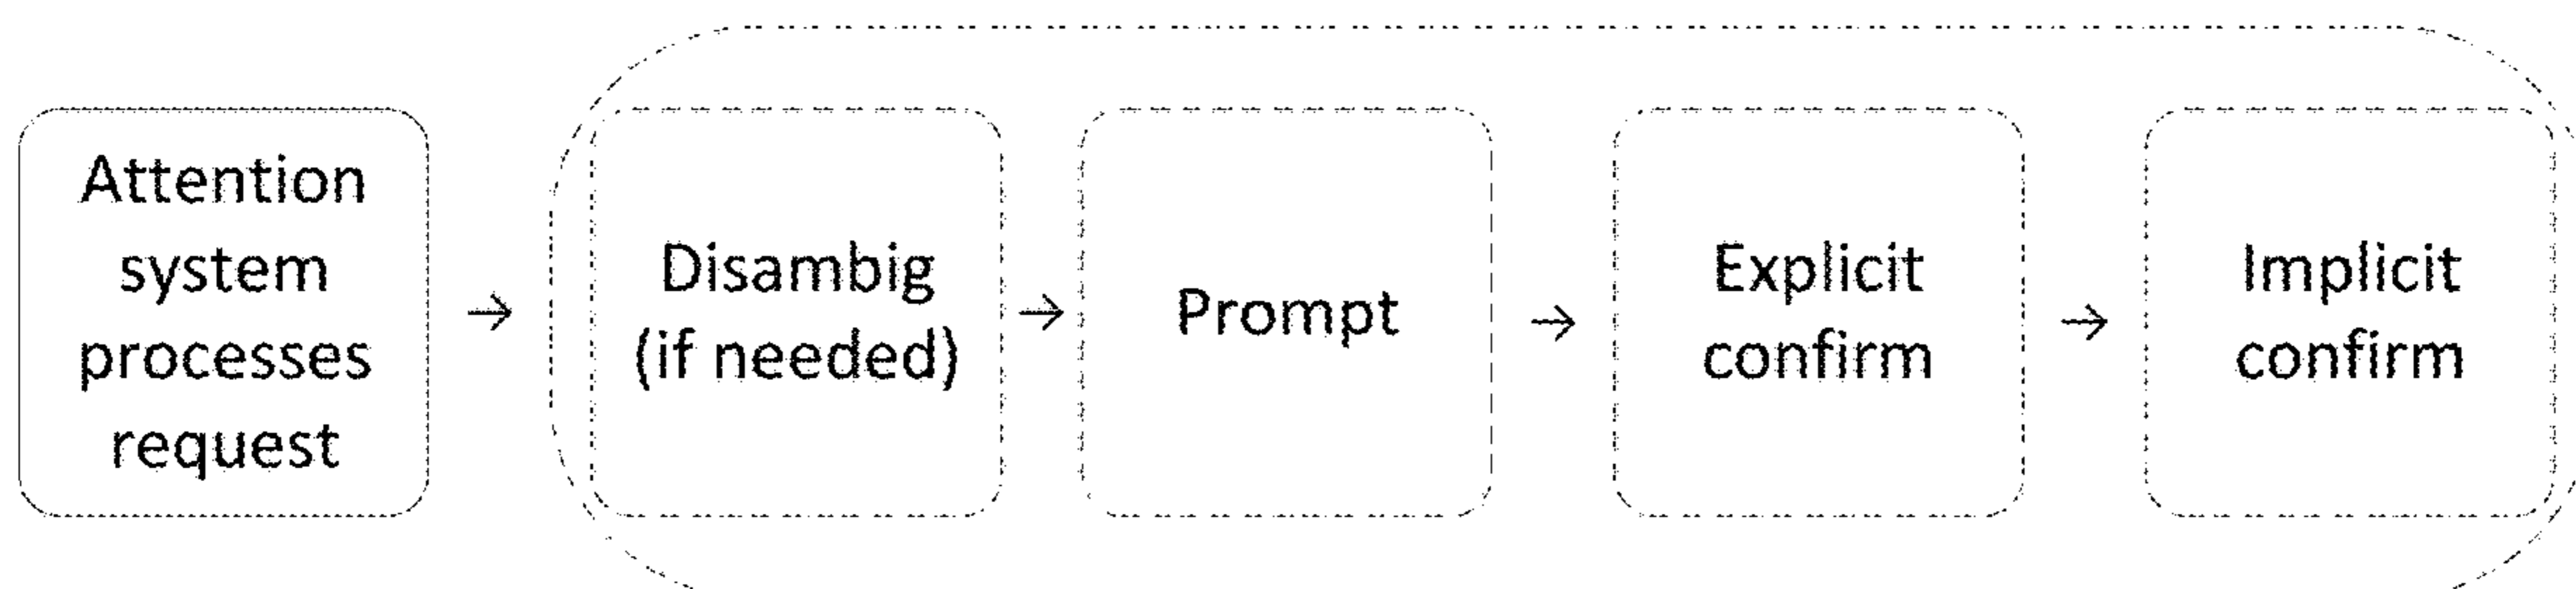 Attention
system
processes
request
→
Disambig
(if needed)
→
Prompt
→
Explicit
confirm
→
Implicit
confirm